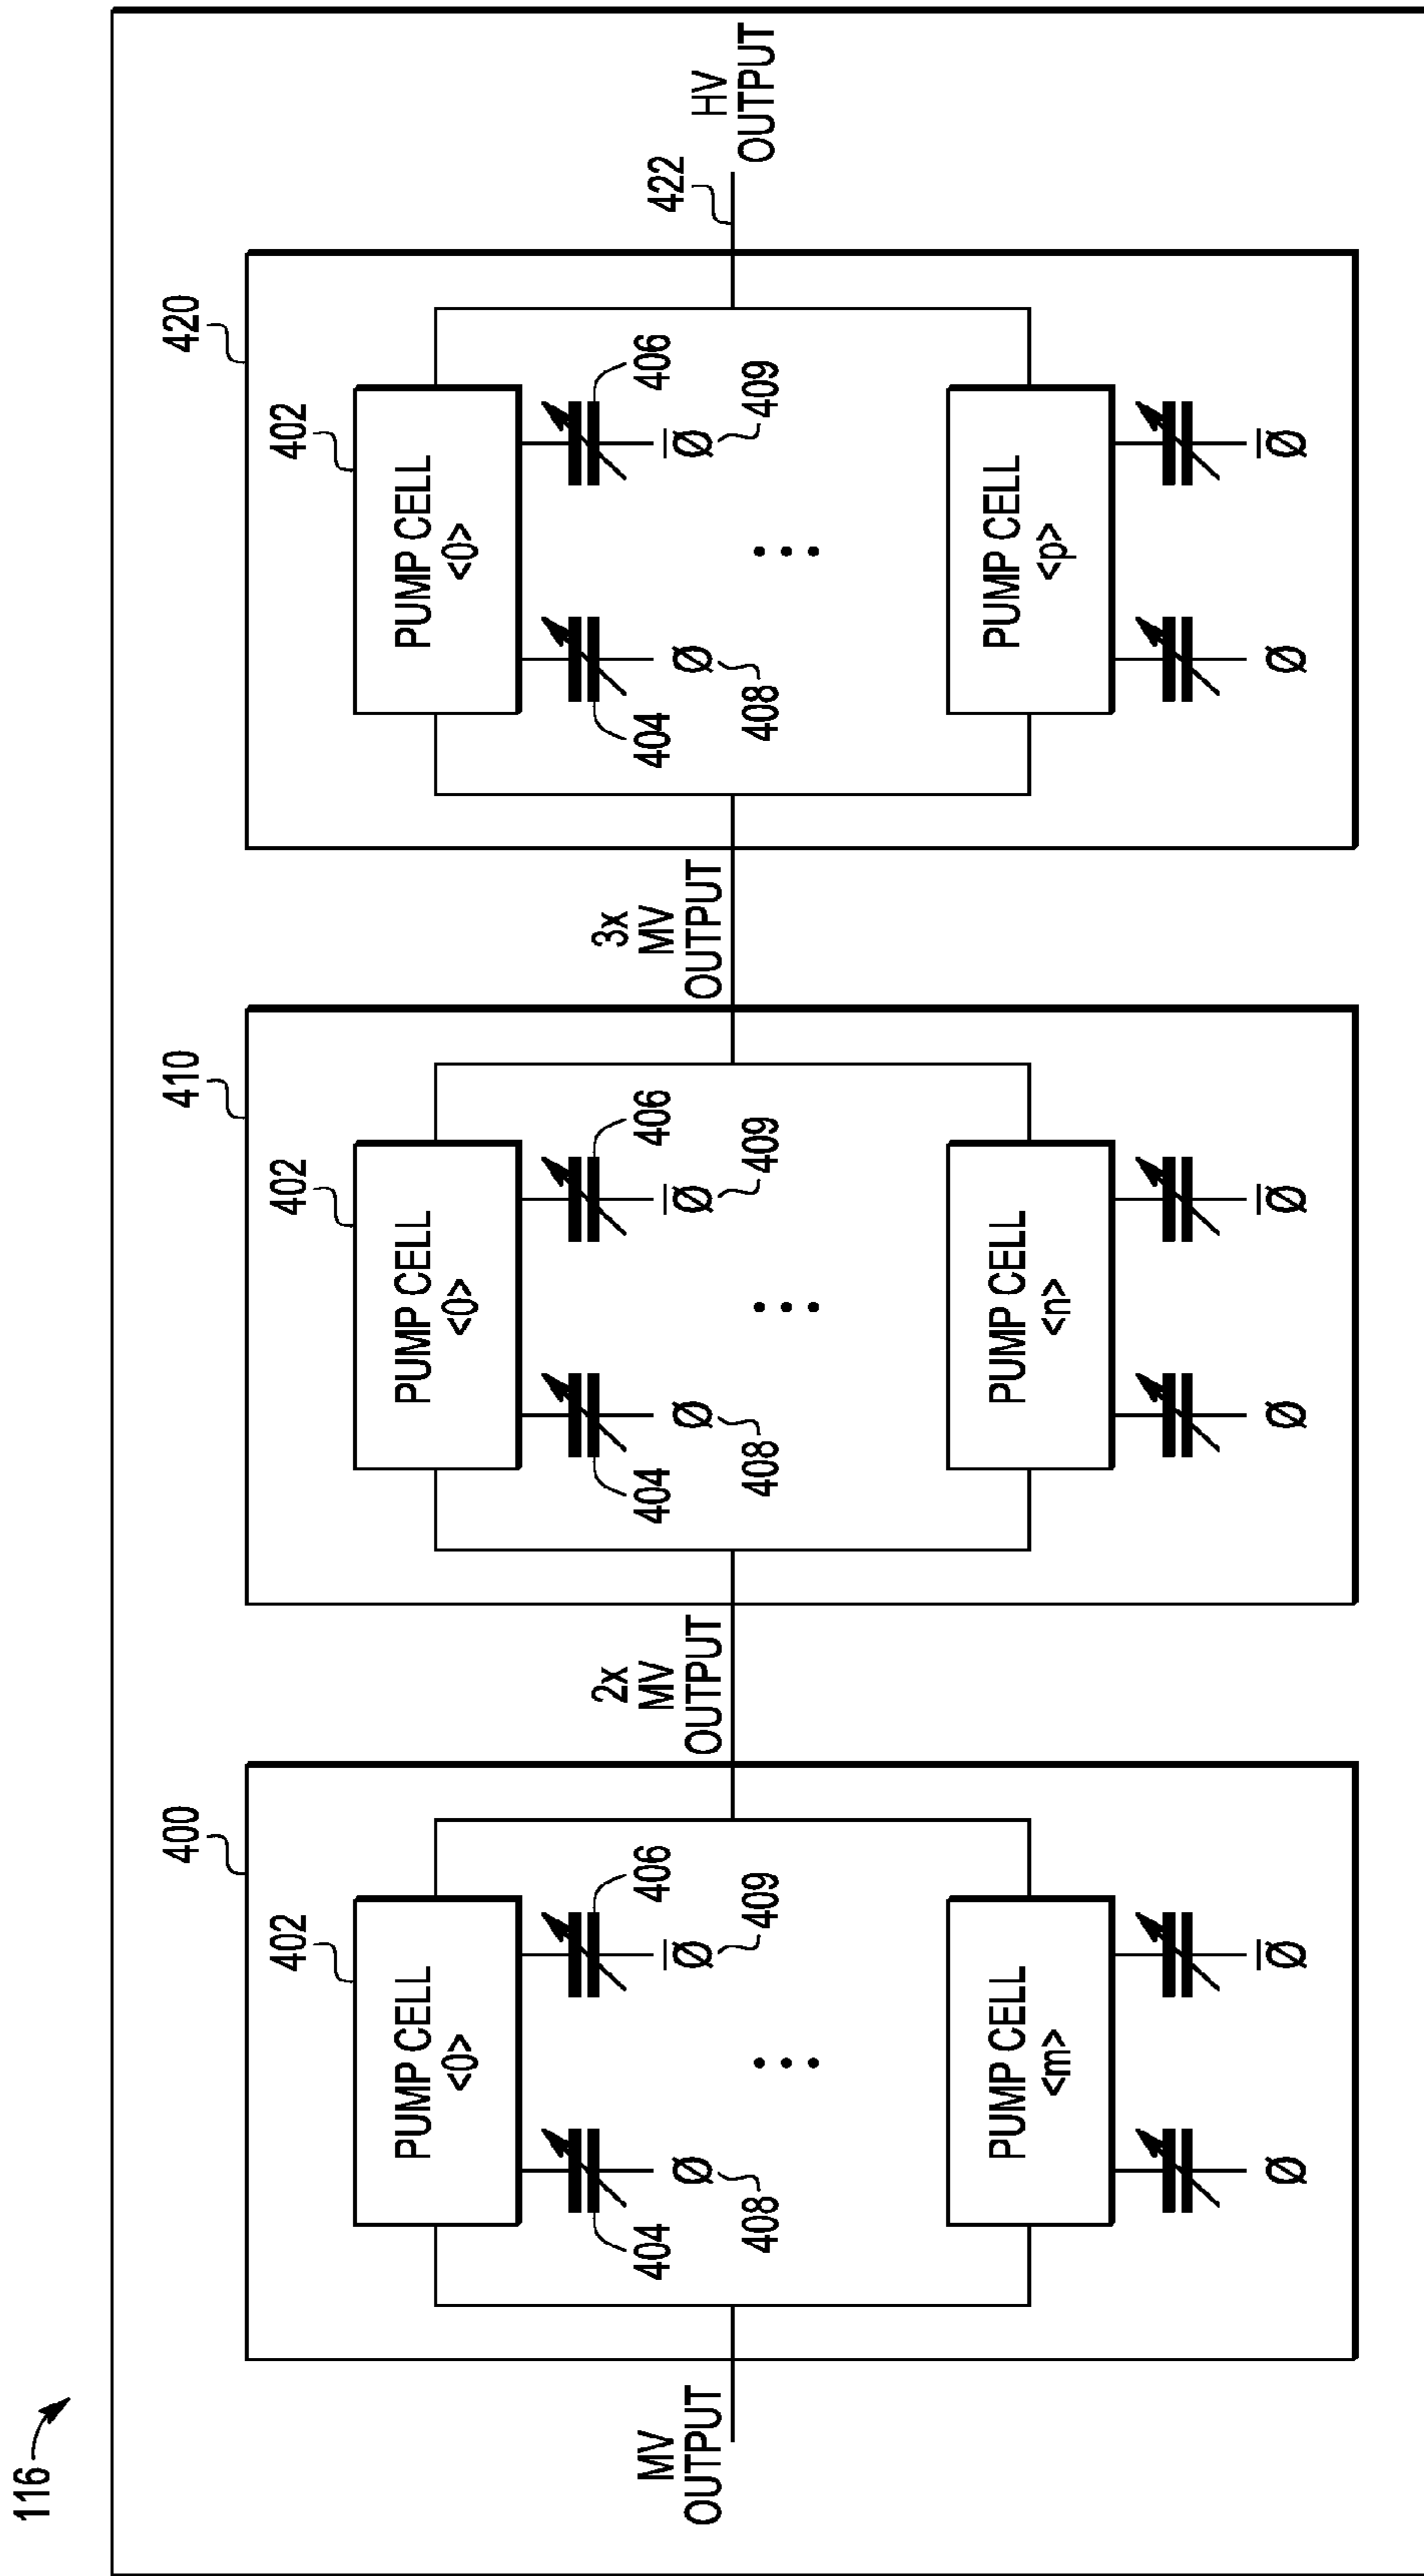 116
400
410
420
402
402
402
PUMP CELL
<0>
PUMP CELL
<0>
PUMP CELL
<0>
404
406
404
406
404
406
Ø
Ø̅
Ø
Ø̅
Ø
Ø̅
408
409
408
409
408
409
MV
OUTPUT
2x
MV
OUTPUT
3x
MV
OUTPUT
422
HV
OUTPUT
PUMP CELL
<m>
PUMP CELL
<n>
PUMP CELL
<p>
Ø
Ø̅
Ø
Ø̅
Ø
Ø̅